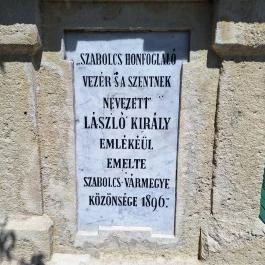 „SZABOLCS HONFOGLALÓ
VEZÉR S A SZENTNEK
NEVEZETT
LÁSZLÓ KIRÁLY
EMLÉKÉÜL
EMELTE
SZABOLCS-VÁRMEGYE
KÖZÖNSÉGE 1896.”